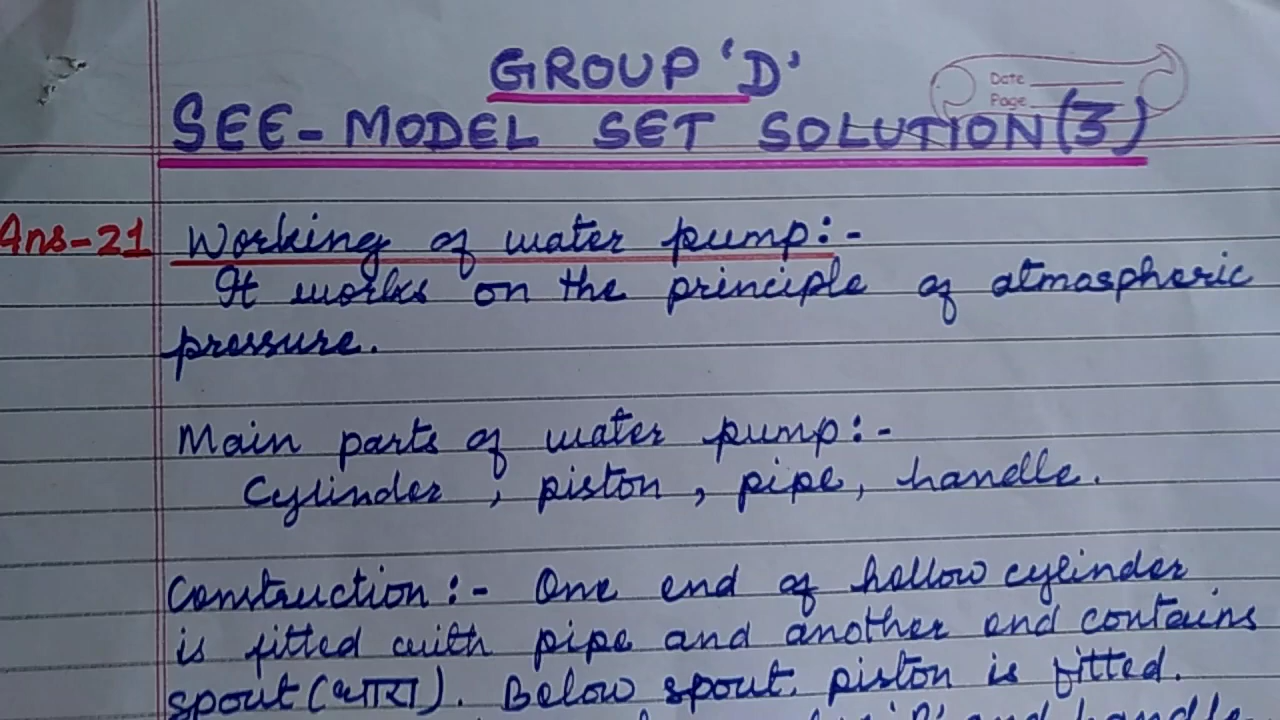 GROUP 'D'
Date
Page
SEE-MODEL SET SOLUTION(3)
Ans-21 Working of water pump:-
It works on the principle of atmospheric
pressure.
Main parts of water pump:-
Cylinder, piston, pipe, handle.
Construction:- One end of hollow cylinder
is fitted with pipe and another end contains
spout(धारा). Below spout, piston is fitted.
and handle